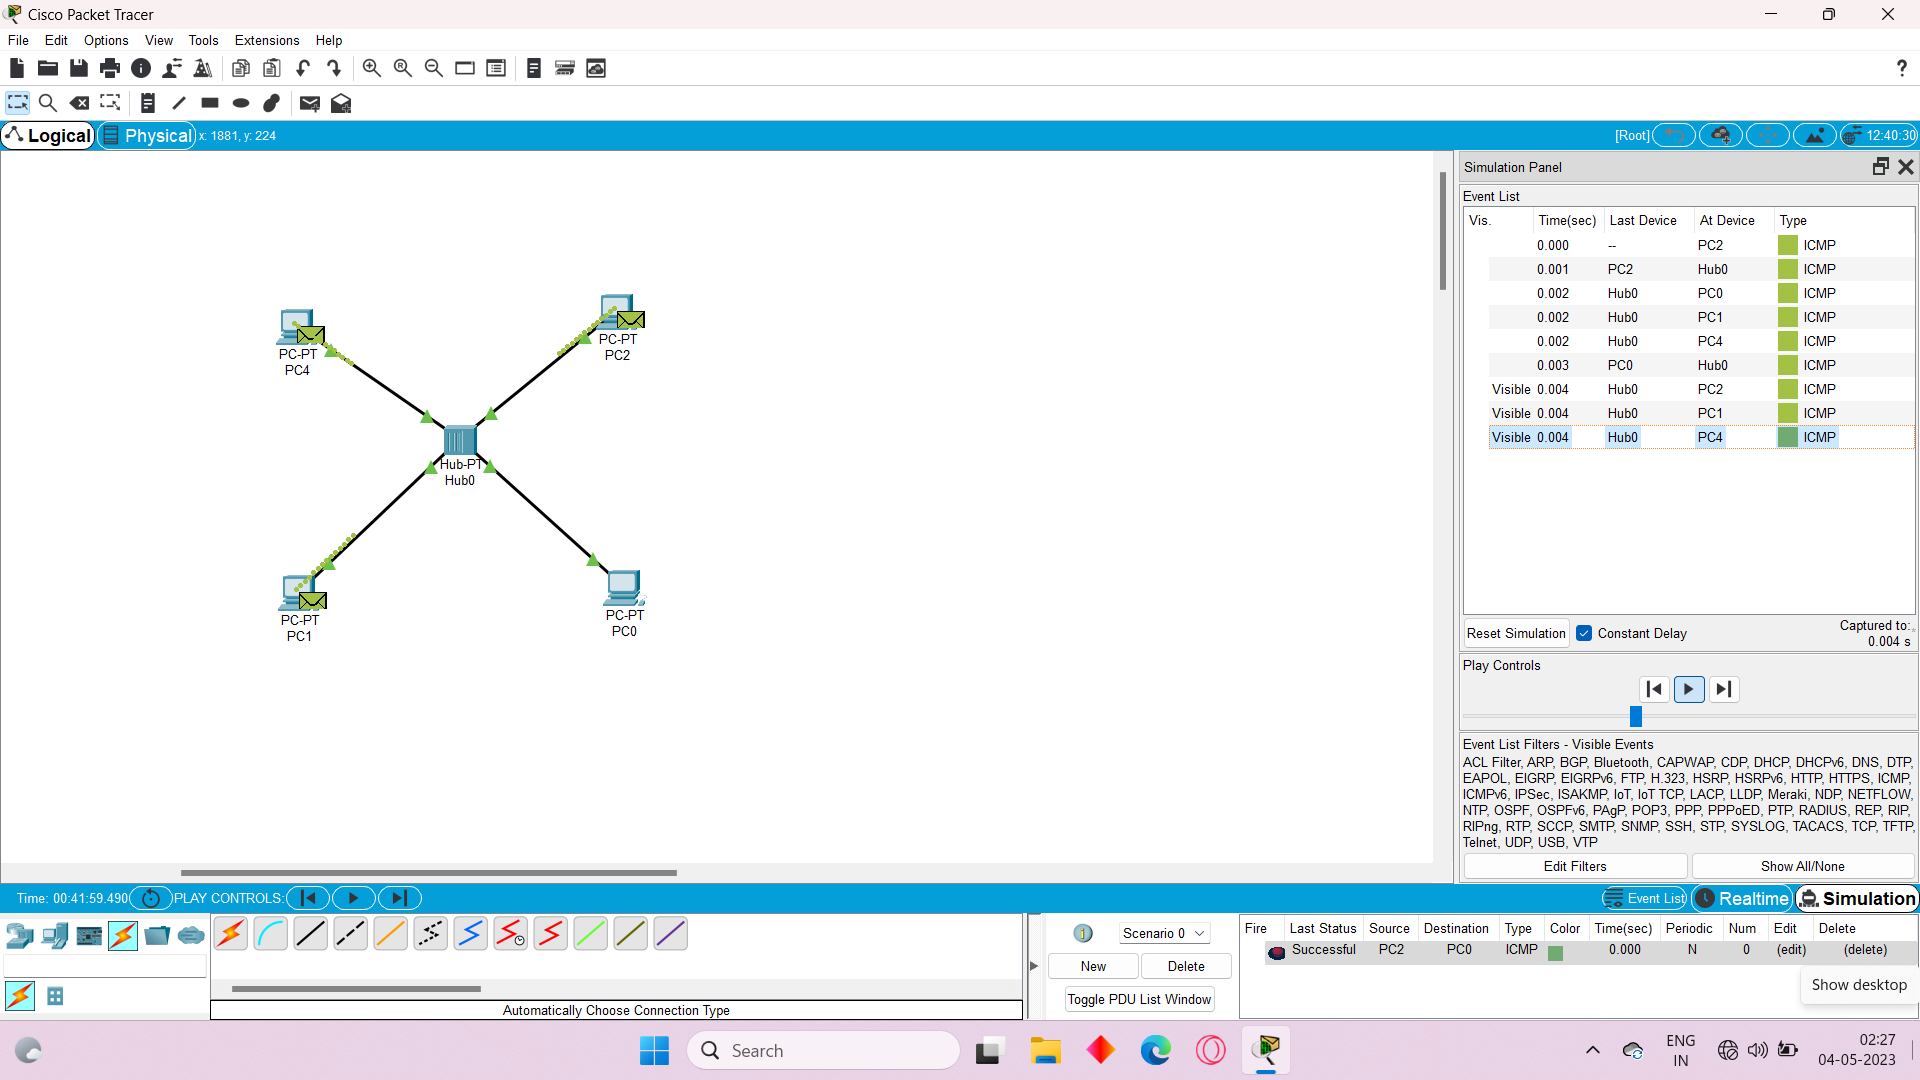 Cisco Packet Tracer
File Edit Options View Tools Extensions Help
?
Logical Physical x: 1881, y: 224 [Root] 12:40:30
Simulation Panel
Event List
Vis. Time(sec) Last Device At Device Type
0.000 -- PC2 ICMP
0.001 PC2 Hub0 ICMP
0.002 Hub0 PC0 ICMP
0.002 Hub0 PC1 ICMP
0.002 Hub0 PC4 ICMP
0.003 PC0 Hub0 ICMP
Visible 0.004 Hub0 PC2 ICMP
Visible 0.004 Hub0 PC1 ICMP
Visible 0.004 Hub0 PC4 ICMP
PC-PT
PC4
PC-PT
PC2
Hub-PT
Hub0
PC-PT
PC1
PC-PT
PC0
Reset Simulation Constant Delay Captured to:
0.004 s
Play Controls
Event List Filters - Visible Events
ACL Filter, ARP, BGP, Bluetooth, CAPWAP, CDP, DHCP, DHCPv6, DNS, DTP,
EAPOL, EIGRP, EIGRPv6, FTP, H.323, HSRP, HSRPv6, HTTP, HTTPS, ICMP,
ICMPv6, IPSec, ISAKMP, IoT, IoT TCP, LACP, LLDP, Meraki, NDP, NETFLOW,
NTP, OSPF, OSPFv6, PAgP, POP3, PPP, PPPoED, PTP, RADIUS, REP, RIP,
RIPng, RTP, SCCP, SMTP, SNMP, SSH, STP, SYSLOG, TACACS, TCP, TFTP,
Telnet, UDP, USB, VTP
Edit Filters Show All/None
Time: 00:41:59.490 PLAY CONTROLS: Event List Realtime Simulation
Automatically Choose Connection Type
1 Scenario 0
New Delete
Toggle PDU List Window
Fire Last Status Source Destination Type Color Time(sec) Periodic Num Edit Delete
Successful PC2 PC0 ICMP 0.000 N 0 (edit) (delete)
Show desktop
Search
ENG
IN
02:27
04-05-2023